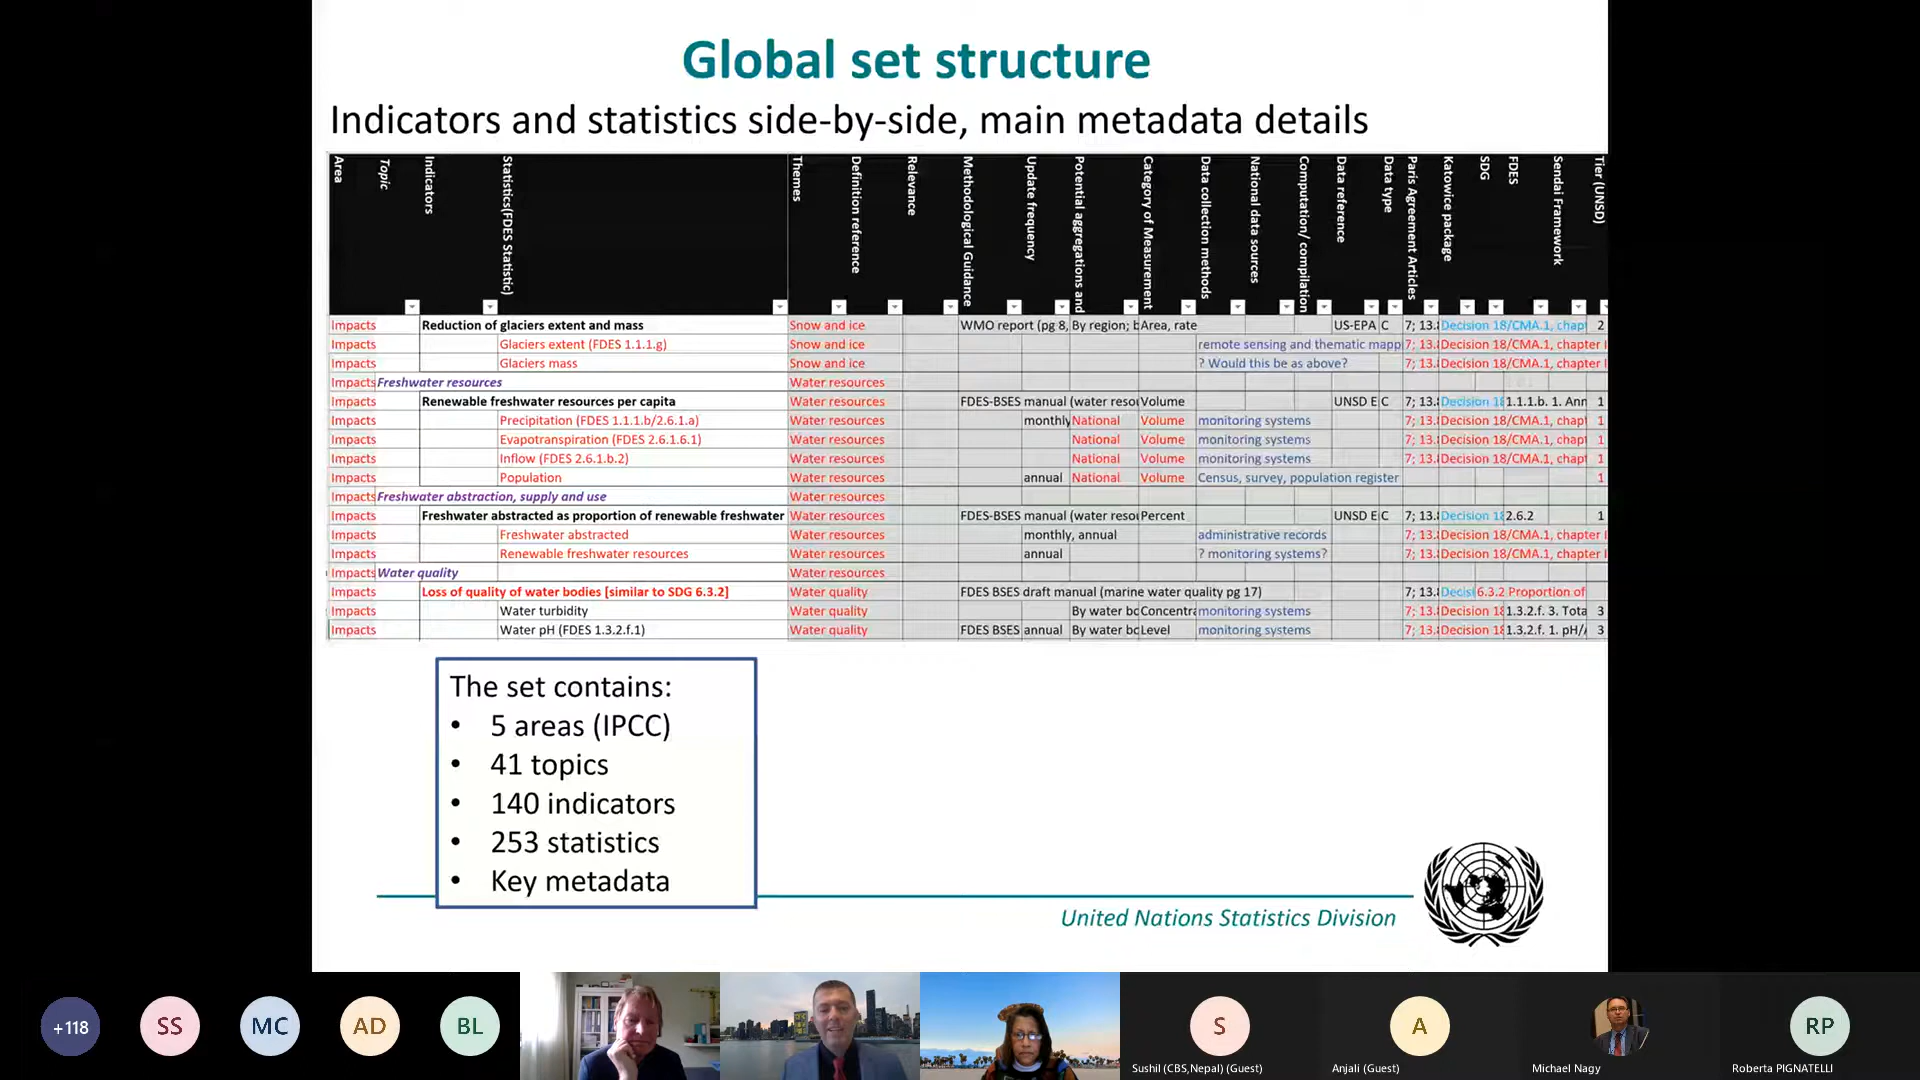 Global set structure
Indicators and statistics side-by-side, main metadata details
Area Topic Indicators Statistics(FDES Statistic) Themes Definition reference Relevance Methodological Guidance Update frequency Potential aggregations and Category of Measurement Data collection methods National data sources Computation/ compilation Data reference Data type Paris Agreement Articles Katowice package SDG FDES Sendai Framework Tier (UNSD)
Impacts Reduction of glaciers extent and mass Snow and ice WMO report (pg 8, By region; b Area, rate US-EPA C 7; 13. Decision 18/CMA.1, chapt 2
Impacts Glaciers extent (FDES 1.1.1.g) Snow and ice remote sensing and thematic mapp 7; 13. Decision 18/CMA.1, chapter I
Impacts Glaciers mass Snow and ice ? Would this be as above? 7; 13. Decision 18/CMA.1, chapter I
Impacts Freshwater resources Water resources
Impacts Renewable freshwater resources per capita Water resources FDES-BSES manual (water resou Volume UNSD E C 7; 13. Decision 18 1.1.1.b. 1. Ann 1
Impacts Precipitation (FDES 1.1.1.b/2.6.1.a) Water resources monthly National Volume monitoring systems 7; 13. Decision 18/CMA.1, chapt 1
Impacts Evapotranspiration (FDES 2.6.1.6.1) Water resources National Volume monitoring systems 7; 13. Decision 18/CMA.1, chapt 1
Impacts Inflow (FDES 2.6.1.b.2) Water resources National Volume monitoring systems 7; 13. Decision 18/CMA.1, chapt 1
Impacts Population Water resources annual National Volume Census, survey, population register 1
Impacts Freshwater abstraction, supply and use Water resources
Impacts Freshwater abstracted as proportion of renewable freshwater Water resources FDES-BSES manual (water resou Percent UNSD E C 7; 13. Decision 18 2.6.2 1
Impacts Freshwater abstracted Water resources monthly, annual administrative records 7; 13. Decision 18/CMA.1, chapter I
Impacts Renewable freshwater resources Water resources annual ? monitoring systems? 7; 13. Decision 18/CMA.1, chapter I
Impacts Water quality Water resources
Impacts Loss of quality of water bodies [similar to SDG 6.3.2] Water quality FDES BSES draft manual (marine water quality pg 17) 7; 13. Decisi 6.3.2 Proportion of
Impacts Water turbidity Water quality By water bo Concentra monitoring systems 7; 13. Decision 18 1.3.2.f. 3. Tota 3
Impacts Water pH (FDES 1.3.2.f.1) Water quality FDES BSES annual By water bo Level monitoring systems 7; 13. Decision 18 1.3.2.f. 1. pH/ 3
The set contains:
• 5 areas (IPCC)
• 41 topics
• 140 indicators
• 253 statistics
• Key metadata
United Nations Statistics Division
+118 SS MC AD BL S A RP
Sushil (CBS,Nepal) (Guest) Anjali (Guest) Michael Nagy Roberta PIGNATELLI